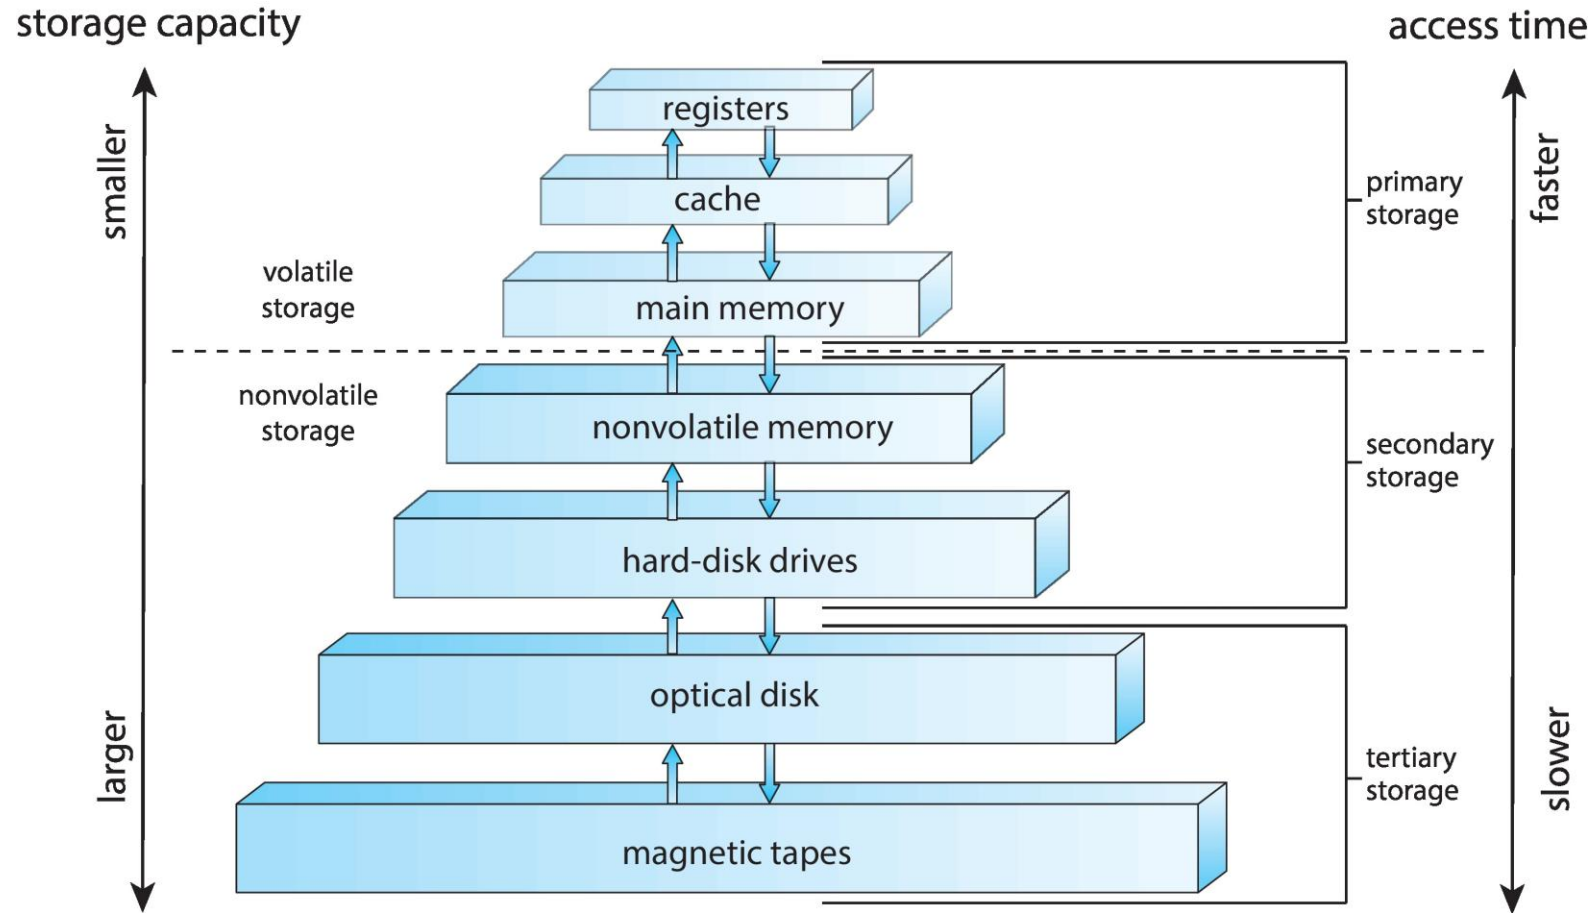 storage capacity
access time
smaller
faster
registers
cache
primary
storage
volatile
storage
main memory
nonvolatile
storage
nonvolatile memory
secondary
storage
hard-disk drives
optical disk
larger
slower
tertiary
storage
magnetic tapes